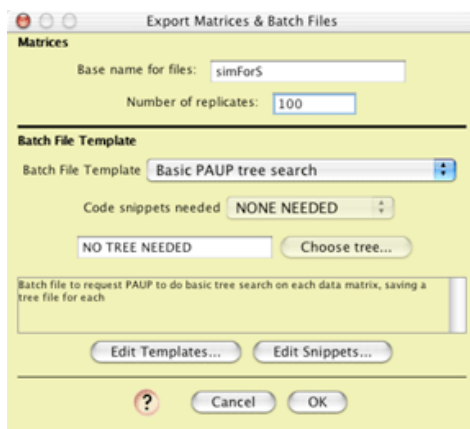 Export Matrices & Batch Files
Matrices
Base name for files: simForS
Number of replicates: 100
Batch File Template
Batch File Template Basic PAUP tree search
Code snippets needed NONE NEEDED
NO TREE NEEDED Choose tree...
Batch file to request PAUP to do basic tree search on each data matrix, saving a
tree file for each
Edit Templates... Edit Snippets...
? Cancel OK